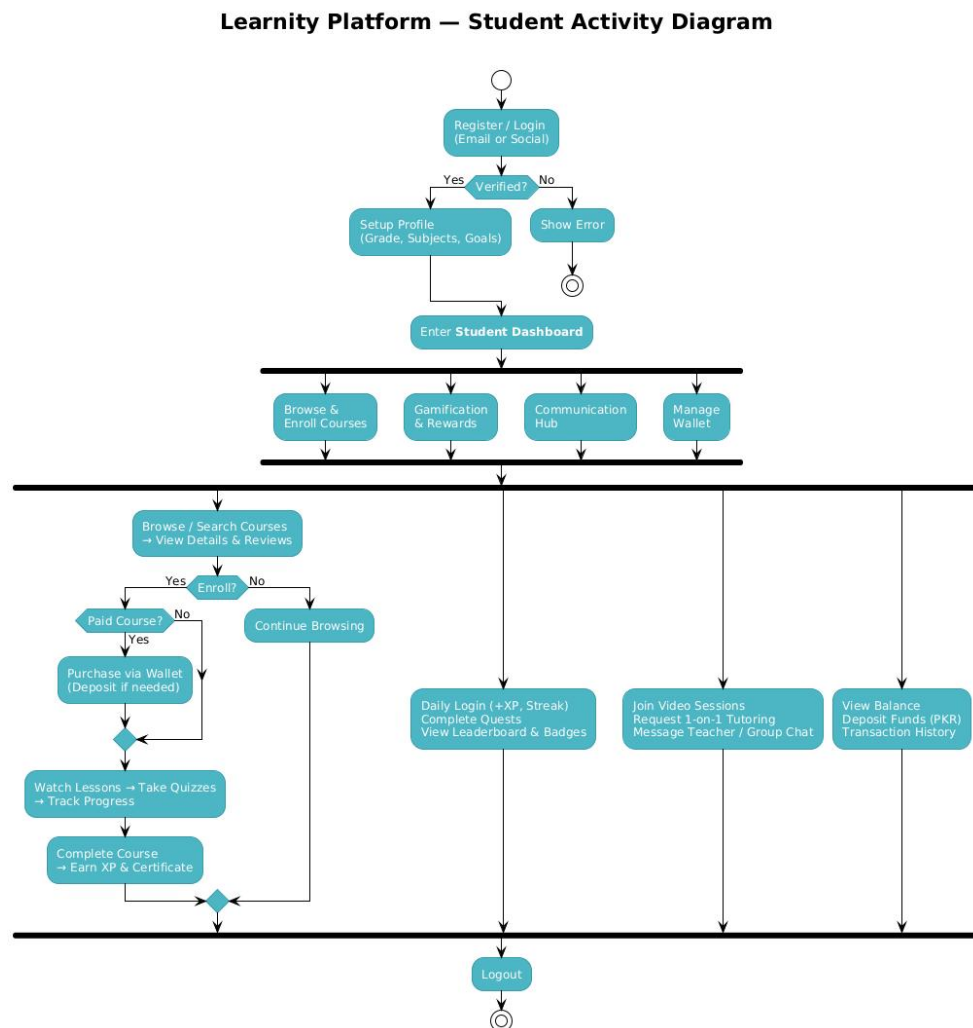 Learnity Platform — Student Activity Diagram
Register / Login
(Email or Social)
Verified?
Yes
No
Setup Profile
(Grade, Subjects, Goals)
Show Error
Enter Student Dashboard
Browse &
Enroll Courses
Gamification
& Rewards
Communication
Hub
Manage
Wallet
Browse / Search Courses
→ View Details & Reviews
Enroll?
Yes
No
Paid Course?
Yes
No
Purchase via Wallet
(Deposit if needed)
Continue Browsing
Watch Lessons → Take Quizzes
→ Track Progress
Complete Course
→ Earn XP & Certificate
Daily Login (+XP, Streak)
Complete Quests
View Leaderboard & Badges
Join Video Sessions
Request 1-on-1 Tutoring
Message Teacher / Group Chat
View Balance
Deposit Funds (PKR)
Transaction History
Logout